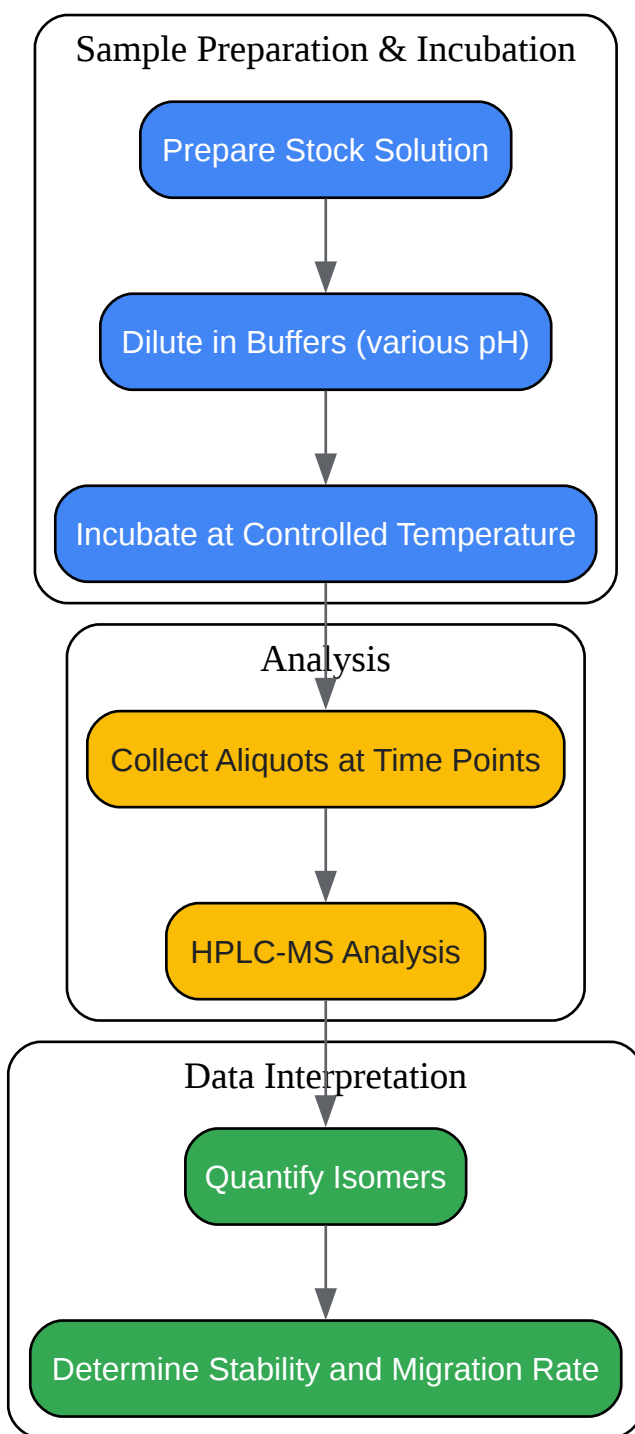 Sample Preparation & Incubation
Prepare Stock Solution
Dilute in Buffers (various pH)
Incubate at Controlled Temperature
Analysis
Collect Aliquots at Time Points
HPLC-MS Analysis
Data Interpretation
Quantify Isomers
Determine Stability and Migration Rate